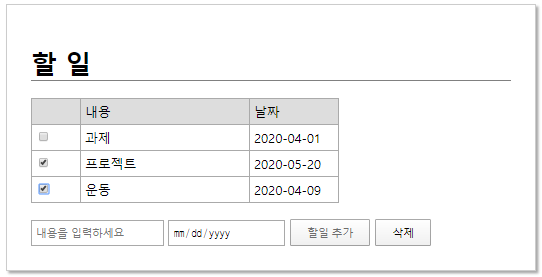 할 일
내용 날짜
과제 2020-04-01
프로젝트 2020-05-20
운동 2020-04-09
내용을 입력하세요 mm/dd/yyyy 할일 추가 삭제